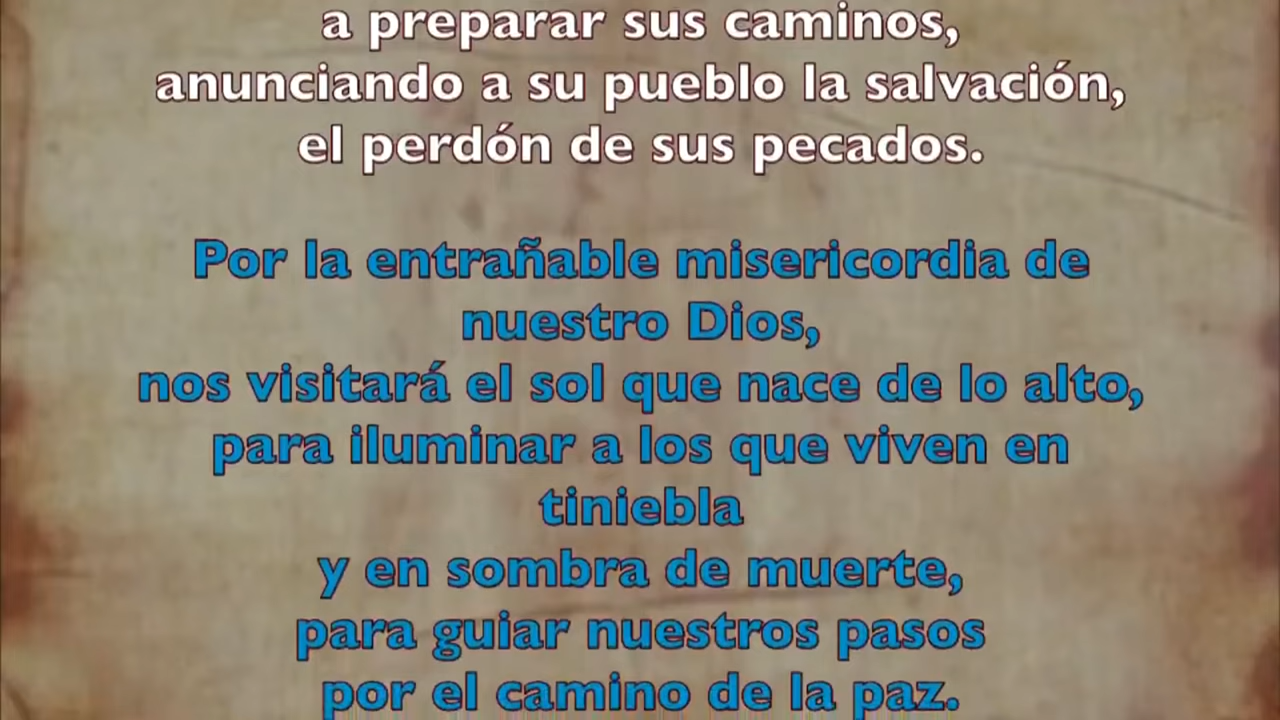 a preparar sus caminos,
anunciando a su pueblo la salvación,
el perdón de sus pecados.
Por la entrañable misericordia de
nuestro Dios,
nos visitará el sol que nace de lo alto,
para iluminar a los que viven en
tiniebla
y en sombra de muerte,
para guiar nuestros pasos
por el camino de la paz.